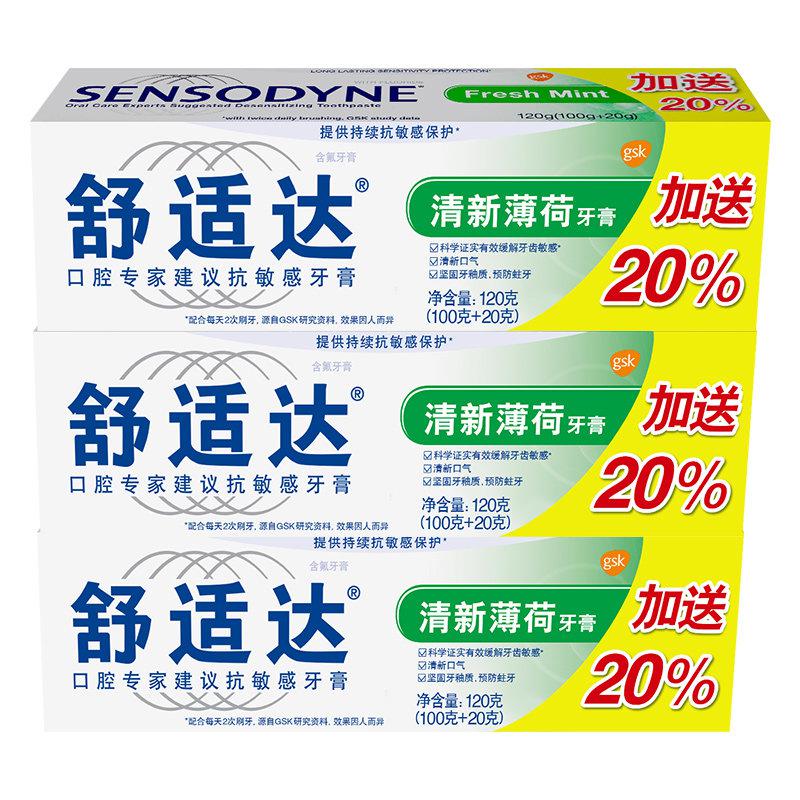 LONG LASTING SENSITIVITY PROTECTION*
WITH FLUORIDE
SENSODYNE
Oral Care Experts Suggested Desensitizing Toothpaste
*with twice daily brushing, GSK study data
gsk
Fresh Mint
120g(100g+20g)
加送
20%
提供持续抗敏感保护*
含氟牙膏
舒适达®
口腔专家建议抗敏感牙膏
*配合每天2次刷牙, 源自GSK研究资料, 效果因人而异
gsk
清新薄荷牙膏
☑科学证实有效缓解牙齿敏感*
☑清新口气
☑坚固牙釉质、预防蛀牙
净含量: 120克
(100克+20克)
加送
20%
提供持续抗敏感保护*
含氟牙膏
舒适达®
口腔专家建议抗敏感牙膏
*配合每天2次刷牙, 源自GSK研究资料, 效果因人而异
gsk
清新薄荷牙膏
☑科学证实有效缓解牙齿敏感*
☑清新口气
☑坚固牙釉质、预防蛀牙
净含量: 120克
(100克+20克)
加送
20%
提供持续抗敏感保护*
含氟牙膏
舒适达®
口腔专家建议抗敏感牙膏
*配合每天2次刷牙, 源自GSK研究资料, 效果因人而异
gsk
清新薄荷牙膏
☑科学证实有效缓解牙齿敏感*
☑清新口气
☑坚固牙釉质、预防蛀牙
净含量: 120克
(100克+20克)
加送
20%